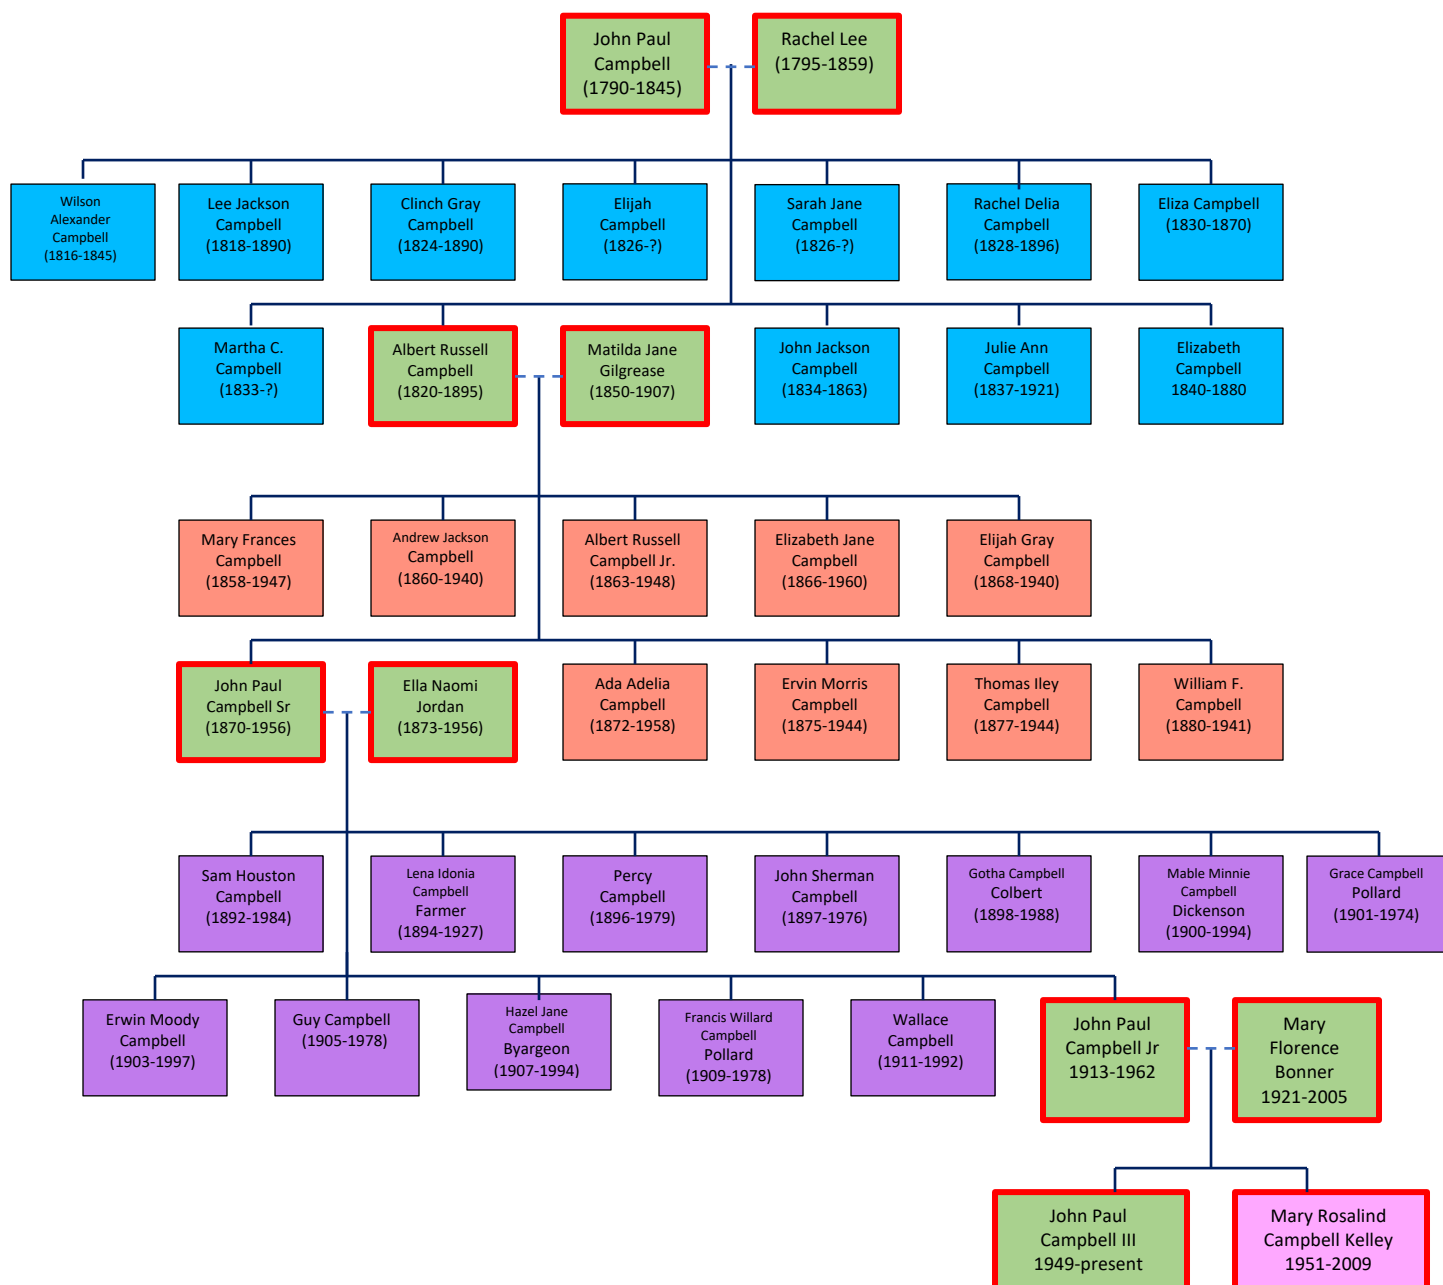 John Paul
Campbell
(1790-1845)
Rachel Lee
(1795-1859)
Wilson
Alexander
Campbell
(1816-1845)
Lee Jackson
Campbell
(1818-1890)
Clinch Gray
Campbell
(1824-1890)
Elijah
Campbell
(1826-?)
Sarah Jane
Campbell
(1826-?)
Rachel Delia
Campbell
(1828-1896)
Eliza Campbell
(1830-1870)
Martha C.
Campbell
(1833-?)
Albert Russell
Campbell
(1820-1895)
Matilda Jane
Gilgrease
(1850-1907)
John Jackson
Campbell
(1834-1863)
Julie Ann
Campbell
(1837-1921)
Elizabeth
Campbell
1840-1880
Mary Frances
Campbell
(1858-1947)
Andrew Jackson
Campbell
(1860-1940)
Albert Russell
Campbell Jr.
(1863-1948)
Elizabeth Jane
Campbell
(1866-1960)
Elijah Gray
Campbell
(1868-1940)
John Paul
Campbell Sr
(1870-1956)
Ella Naomi
Jordan
(1873-1956)
Ada Adelia
Campbell
(1872-1958)
Ervin Morris
Campbell
(1875-1944)
Thomas Iley
Campbell
(1877-1944)
William F.
Campbell
(1880-1941)
Sam Houston
Campbell
(1892-1984)
Lena Idonia
Campbell
Farmer
(1894-1927)
Percy
Campbell
(1896-1979)
John Sherman
Campbell
(1897-1976)
Gotha Campbell
Colbert
(1898-1988)
Mable Minnie
Campbell
Dickenson
(1900-1994)
Grace Campbell
Pollard
(1901-1974)
Erwin Moody
Campbell
(1903-1997)
Guy Campbell
(1905-1978)
Hazel Jane
Campbell
Byargeon
(1907-1994)
Francis Willard
Campbell
Pollard
(1909-1978)
Wallace
Campbell
(1911-1992)
John Paul
Campbell Jr
1913-1962
Mary
Florence
Bonner
1921-2005
John Paul
Campbell III
1949-present
Mary Rosalind
Campbell Kelley
1951-2009